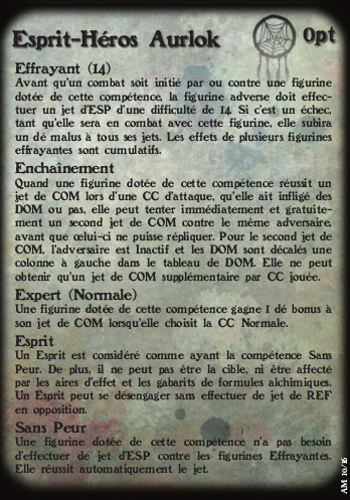 Esprit-Héros Aurlok
0pt
Effrayant (14)
Avant qu'un combat soit initié par ou contre une figurine
dotée de cette compétence, la figurine adverse doit effec-
tuer un jet d'ESP d'une difficulté de 14. Si c'est un échec,
tant qu'elle sera en combat avec cette figurine, elle subira
un dé malus à tous ses jets. Les effets de plusieurs figurines
effrayantes sont cumulatifs.
Enchaînement
Quand une figurine dotée de cette compétence réussit un
jet de COM lors d'une CC d'attaque, qu'elle ait infligé des
DOM ou pas, elle peut tenter immédiatement et gratuite-
ment un second jet de COM contre le même adversaire,
avant que celui-ci ne puisse répliquer. Pour le second jet de
COM, l'adversaire est Inactif et les DOM sont décalés une
colonne à gauche dans le tableau de DOM. Elle ne peut
obtenir qu'un jet de COM supplémentaire par CC jouée.
Expert (Normale)
Une figurine dotée de cette compétence gagne 1 dé bonus à
son jet de COM lorsqu'elle choisit la CC Normale.
Esprit
Un Esprit est considéré comme ayant la compétence Sans
Peur. De plus, il ne peut pas être la cible, ni être affecté
par les aires d'effet et les gabarits de formules alchimiques.
Un Esprit peut se désengager sans effectuer de jet de REF
en opposition.
Sans Peur
Une figurine dotée de cette compétence n'a pas besoin
d'effectuer de jet d'ESP contre les figurines Effrayantes.
Elle réussit automatiquement le jet.
AM 10/16